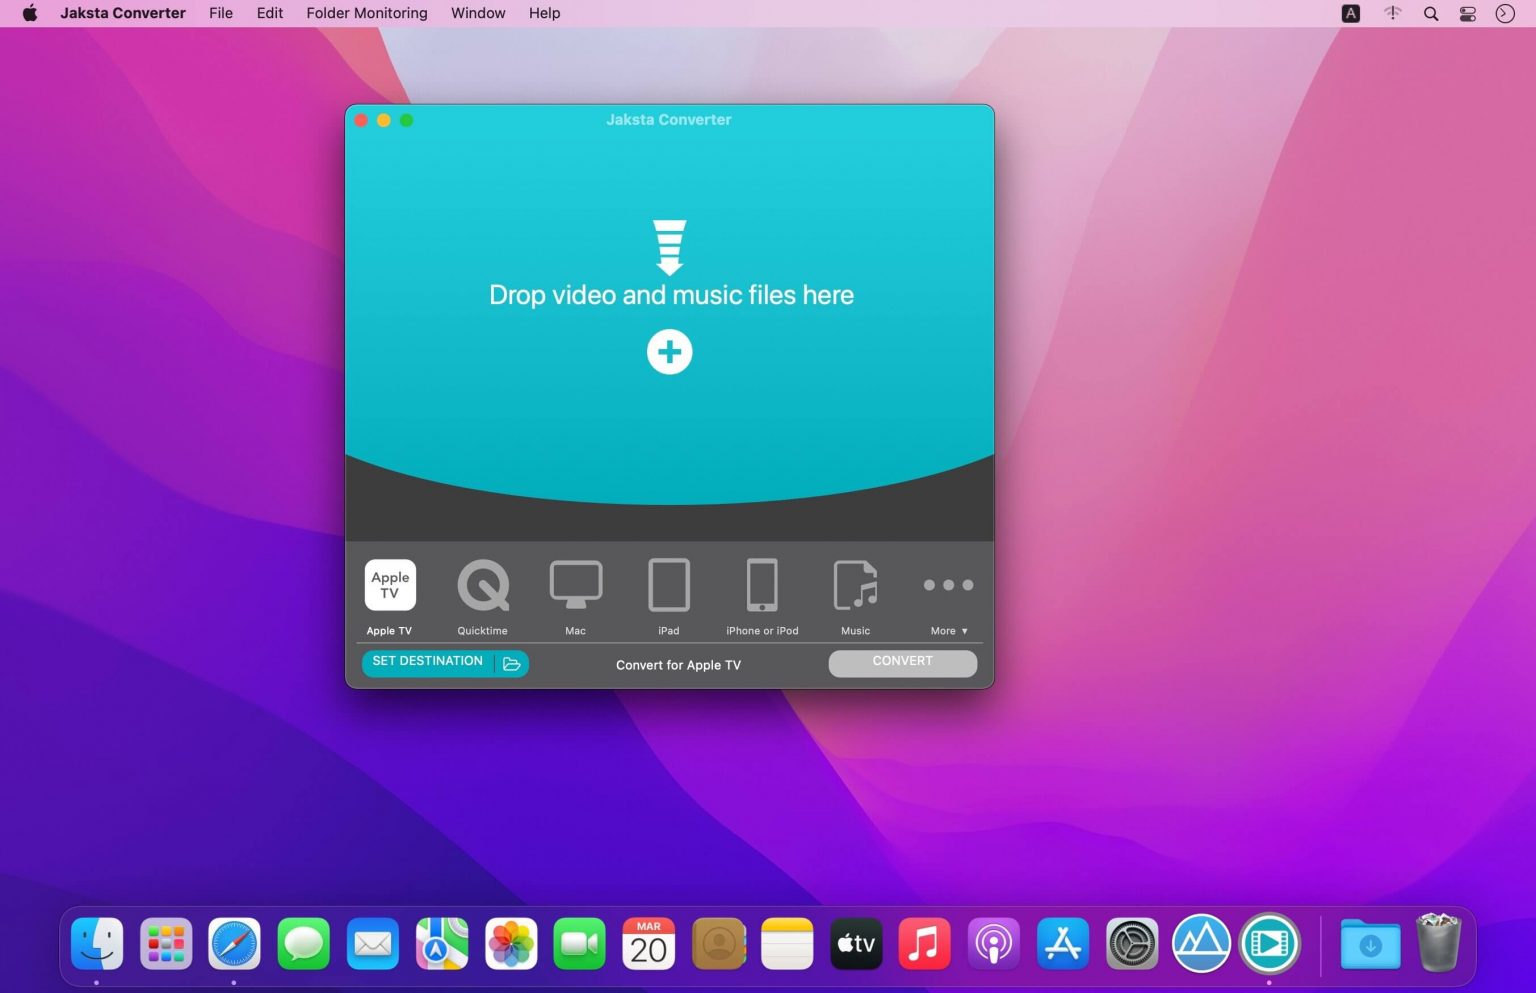 Jaksta Converter File Edit Folder Monitoring Window Help A
Jaksta Converter
Drop video and music files here
Apple
TV
Apple TV Quicktime Mac iPad iPhone or iPod Music More ▾
SET DESTINATION Convert for Apple TV CONVERT
MAR
20
tv